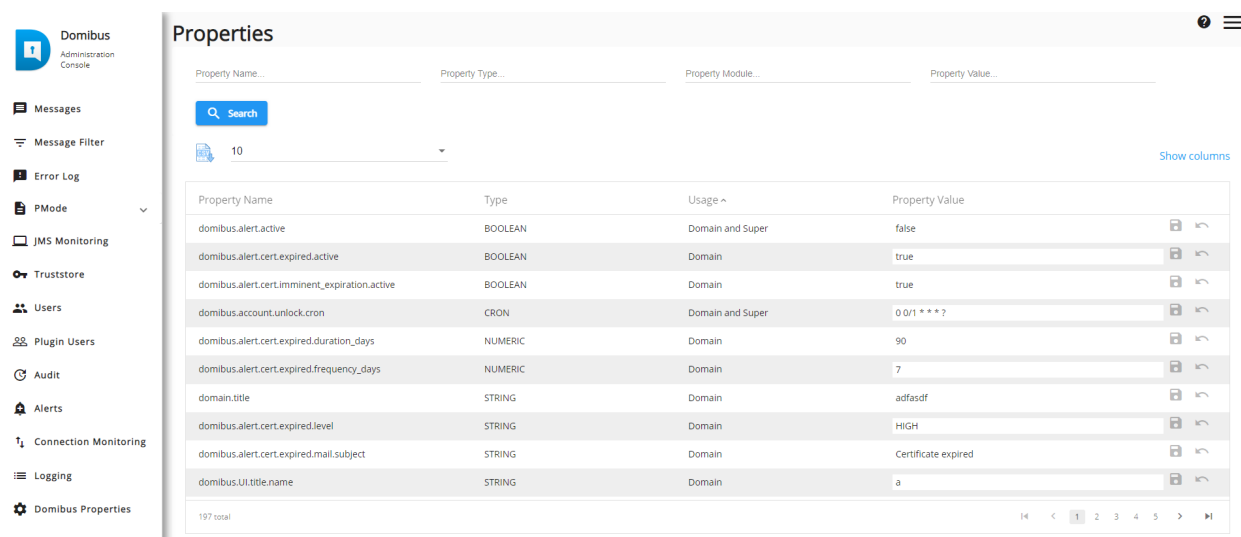 Domibus
Administration
Console
Messages
Message Filter
Error Log
PMode
JMS Monitoring
Truststore
Users
Plugin Users
Audit
Alerts
Connection Monitoring
Logging
Domibus Properties
Properties
Property Name... Property Type... Property Module... Property Value...
Search
10
Show columns
Property Name Type Usage Property Value
domibus.alert.active BOOLEAN Domain and Super false
domibus.alert.cert.expired.active BOOLEAN Domain true
domibus.alert.cert.imminent_expiration.active BOOLEAN Domain true
domibus.account.unlock.cron CRON Domain and Super 0 0/1 * * * ?
domibus.alert.cert.expired.duration_days NUMERIC Domain 90
domibus.alert.cert.expired.frequency_days NUMERIC Domain 7
domain.title STRING Domain adfasdf
domibus.alert.cert.expired.level STRING Domain HIGH
domibus.alert.cert.expired.mail.subject STRING Domain Certificate expired
domibus.UI.title.name STRING Domain a
197 total 1 2 3 4 5